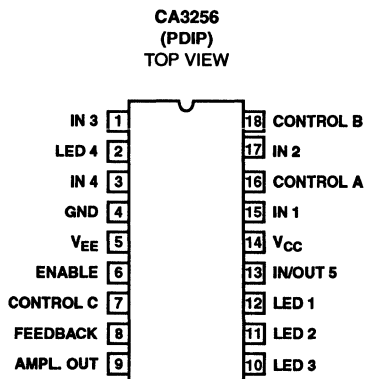 CA3256
(PDIP)
TOP VIEW
IN 3 1 18 CONTROL B
LED 4 2 17 IN 2
IN 4 3 16 CONTROL A
GND 4 15 IN 1
VEE 5 14 VCC
ENABLE 6 13 IN/OUT 5
CONTROL C 7 12 LED 1
FEEDBACK 8 11 LED 2
AMPL. OUT 9 10 LED 3